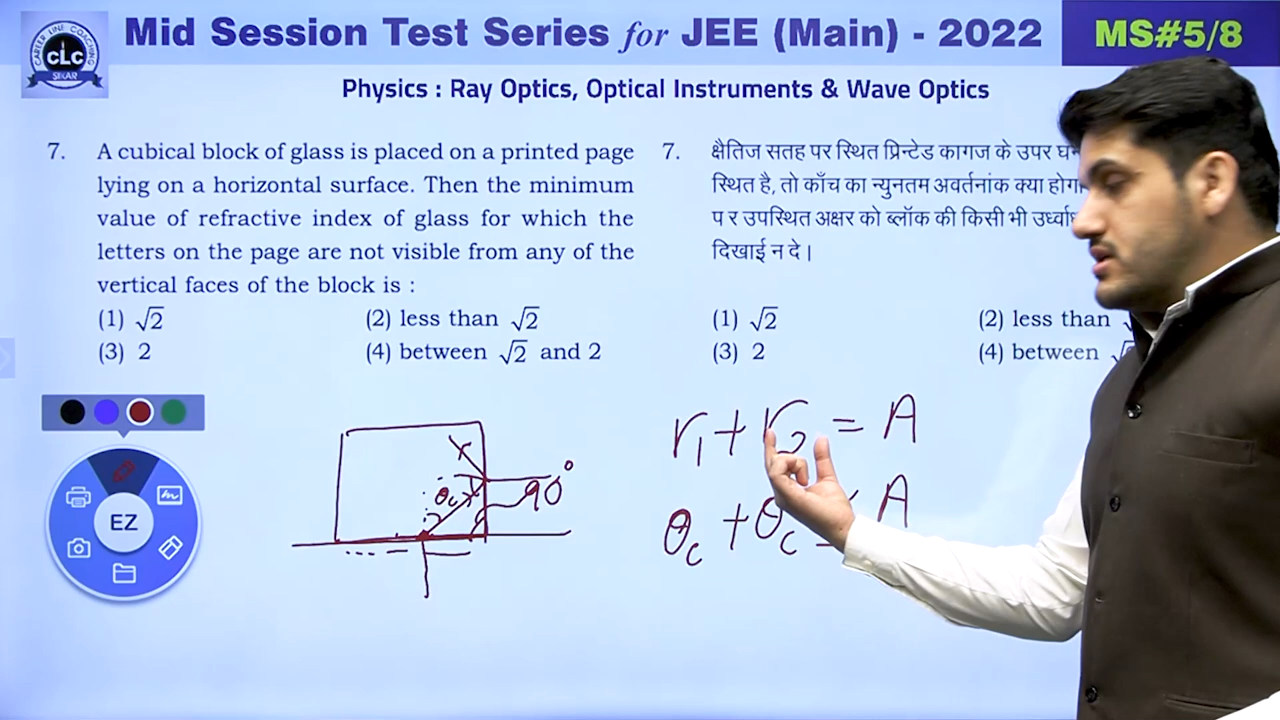 Mid Session Test Series for JEE (Main) - 2022
MS#5/8
CAREER LINE COACHING
CLC
SIKAR
Physics : Ray Optics, Optical Instruments & Wave Optics
7. A cubical block of glass is placed on a printed page
lying on a horizontal surface. Then the minimum
value of refractive index of glass for which the
letters on the page are not visible from any of the
vertical faces of the block is :
(1) √2 (2) less than √2
(3) 2 (4) between √2 and 2
7. क्षैतिज सतह पर स्थित प्रिन्टेड कागज के उपर
स्थित है, तो काँच का न्युनतम अवर्तनांक क्या
प र उपस्थित अक्षर को ब्लॉक की किसी भी
दिखाई न दे।
(1) √2 (2) less than
(3) 2 (4) between
EZ
θc
90°
r₁ + r₂ = A
θc + θc = A